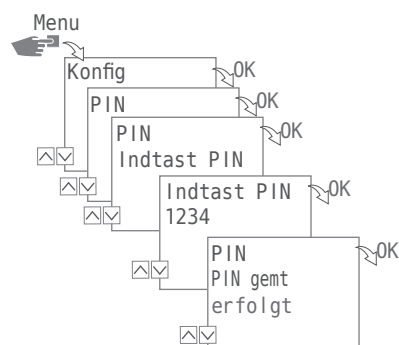 Menu
Konfig
OK
PIN
OK
PIN
OK
Indtast PIN
Indtast PIN
OK
1234
PIN
OK
PIN gemt
erfolgt